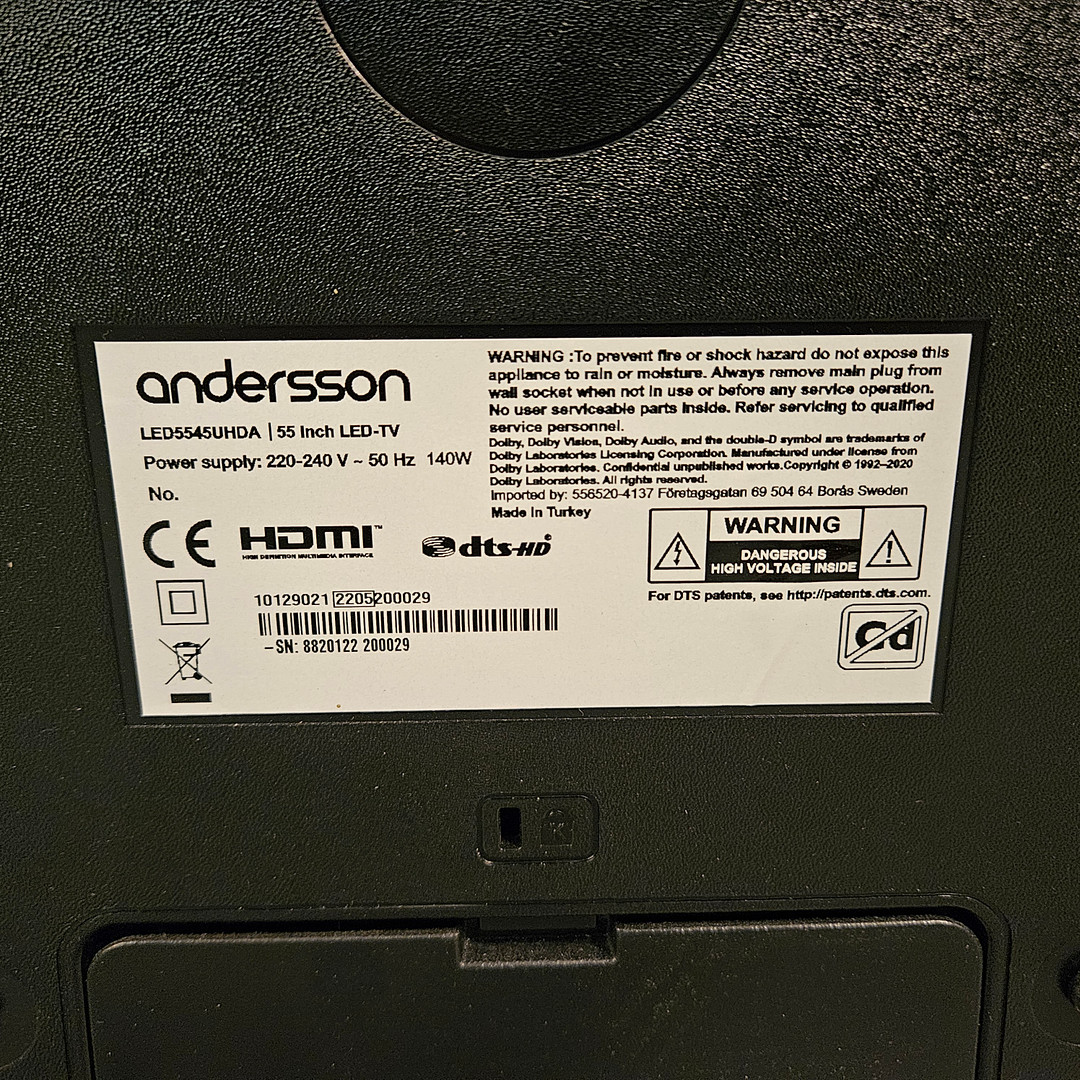 andersson
LED5545UHDA | 55 Inch LED-TV
Power supply: 220-240 V ~ 50 Hz 140W
No.
CE HDMI™
HIGH DEFINITION MULTIMEDIA INTERFACE
dts-HD
10129021 2205200029
–SN: 8820122 200029
WARNING :To prevent fire or shock hazard do not expose this
appliance to rain or moisture. Always remove main plug from
wall socket when not in use or before any service operation.
No user serviceable parts inside. Refer servicing to qualified
service personnel.
Dolby, Dolby Vision, Dolby Audio, and the double-D symbol are trademarks of
Dolby Laboratories Licensing Corporation. Manufactured under license from
Dolby Laboratories. Confidential unpublished works.Copyright © 1992–2020
Dolby Laboratories. All rights reserved.
Imported by: 556520-4137 Företagsgatan 69 504 64 Borås Sweden
Made in Turkey
WARNING
DANGEROUS
HIGH VOLTAGE INSIDE
For DTS patents, see http://patents.dts.com.
Cd
K